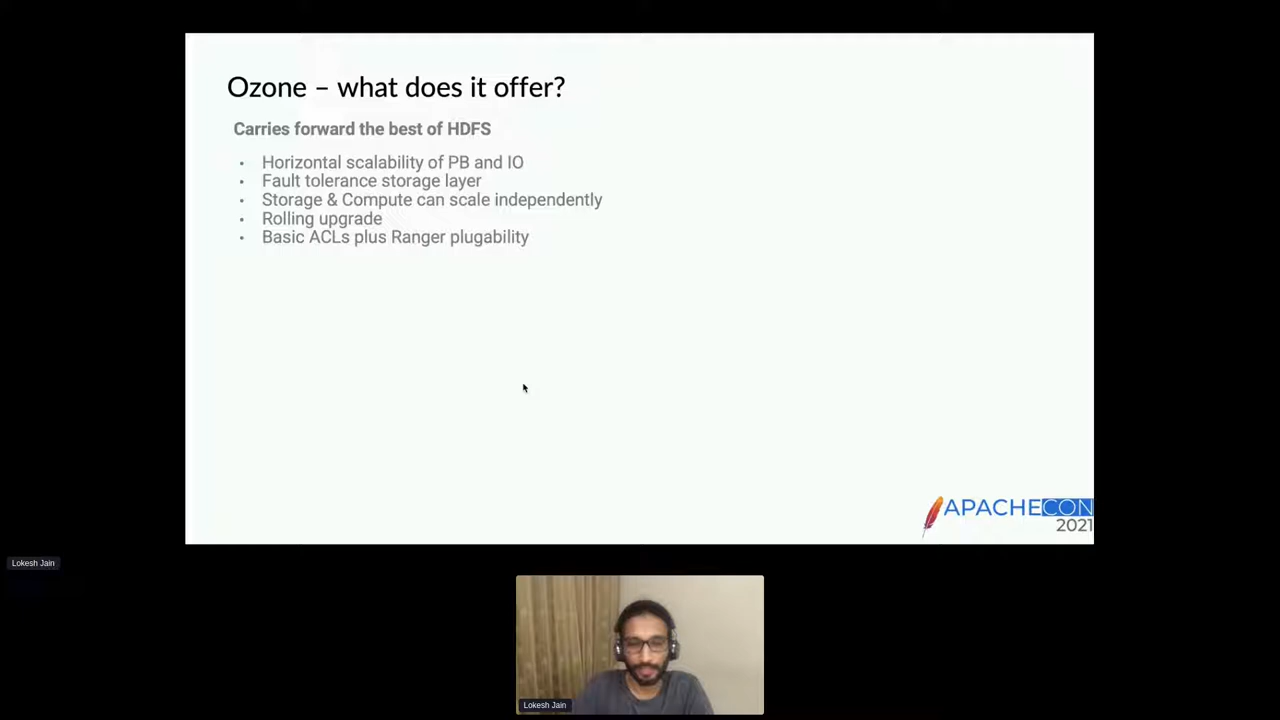 Ozone – what does it offer?
Carries forward the best of HDFS
• Horizontal scalability of PB and IO
• Fault tolerance storage layer
• Storage & Compute can scale independently
• Rolling upgrade
• Basic ACLs plus Ranger plugability
APACHECON
2021
Lokesh Jain
Lokesh Jain